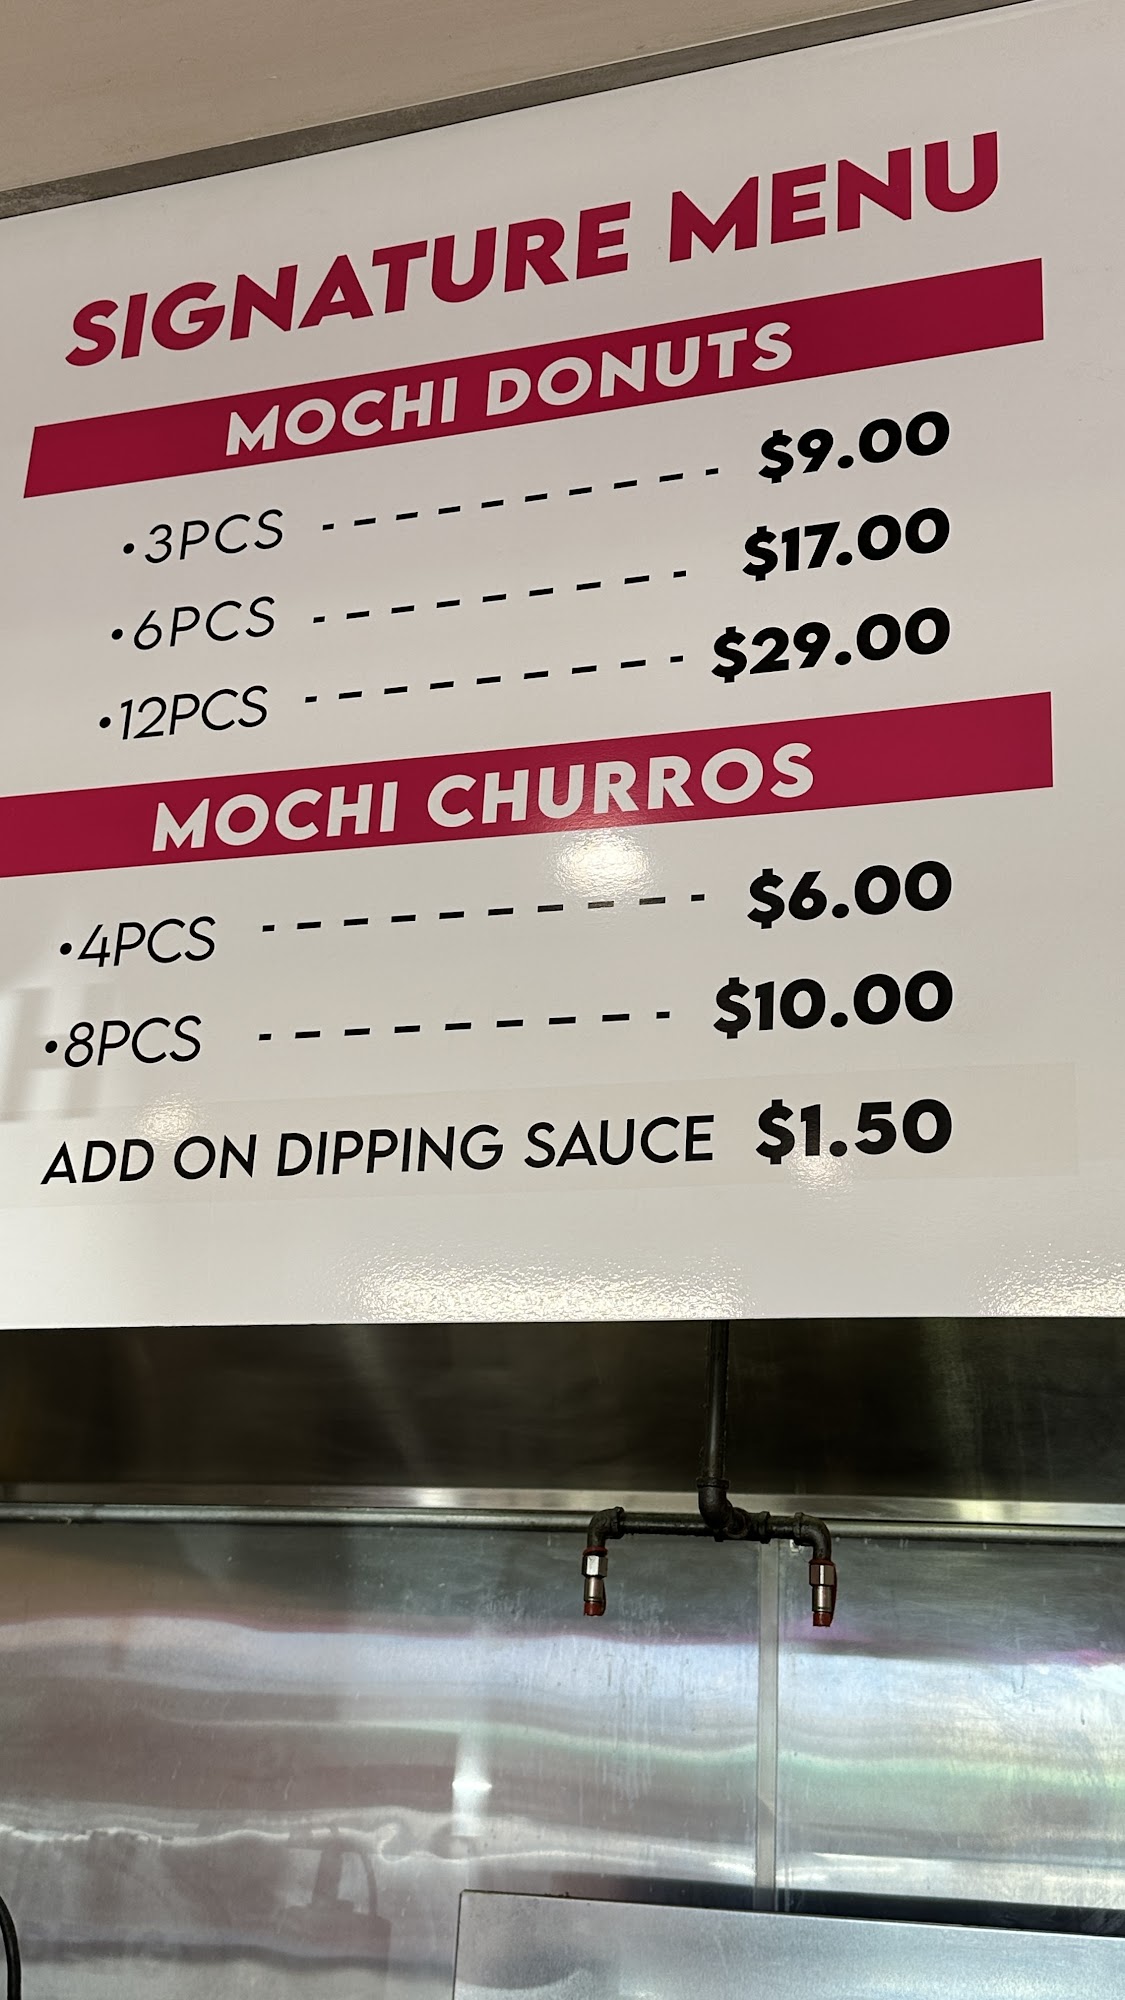 SIGNATURE MENU
MOCHI DONUTS
•3PCS ---------- $9.00
•6PCS ---------- $17.00
•12PCS ---------- $29.00
MOCHI CHURROS
•4PCS ----------- $6.00
•8PCS ---------- $10.00
ADD ON DIPPING SAUCE $1.50